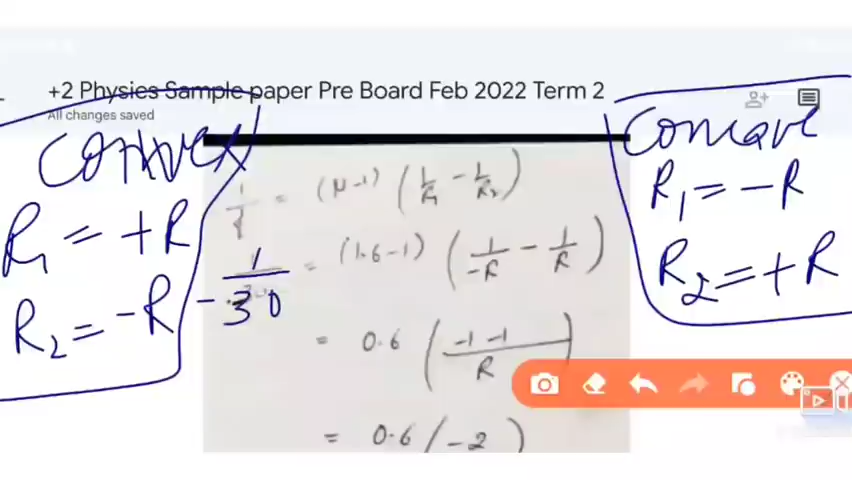 +2 Physics Sample paper Pre Board Feb 2022 Term 2
All changes saved
Convex
R₁ = +R
R₂ = -R
1/f = (μ-1) (1/R₁ - 1/R₂)
-1/30 = (1.6-1) (1/-R - 1/R)
= 0.6 (-1-1/R)
= 0.6 (-2)
Concave
R₁ = -R
R₂ = +R